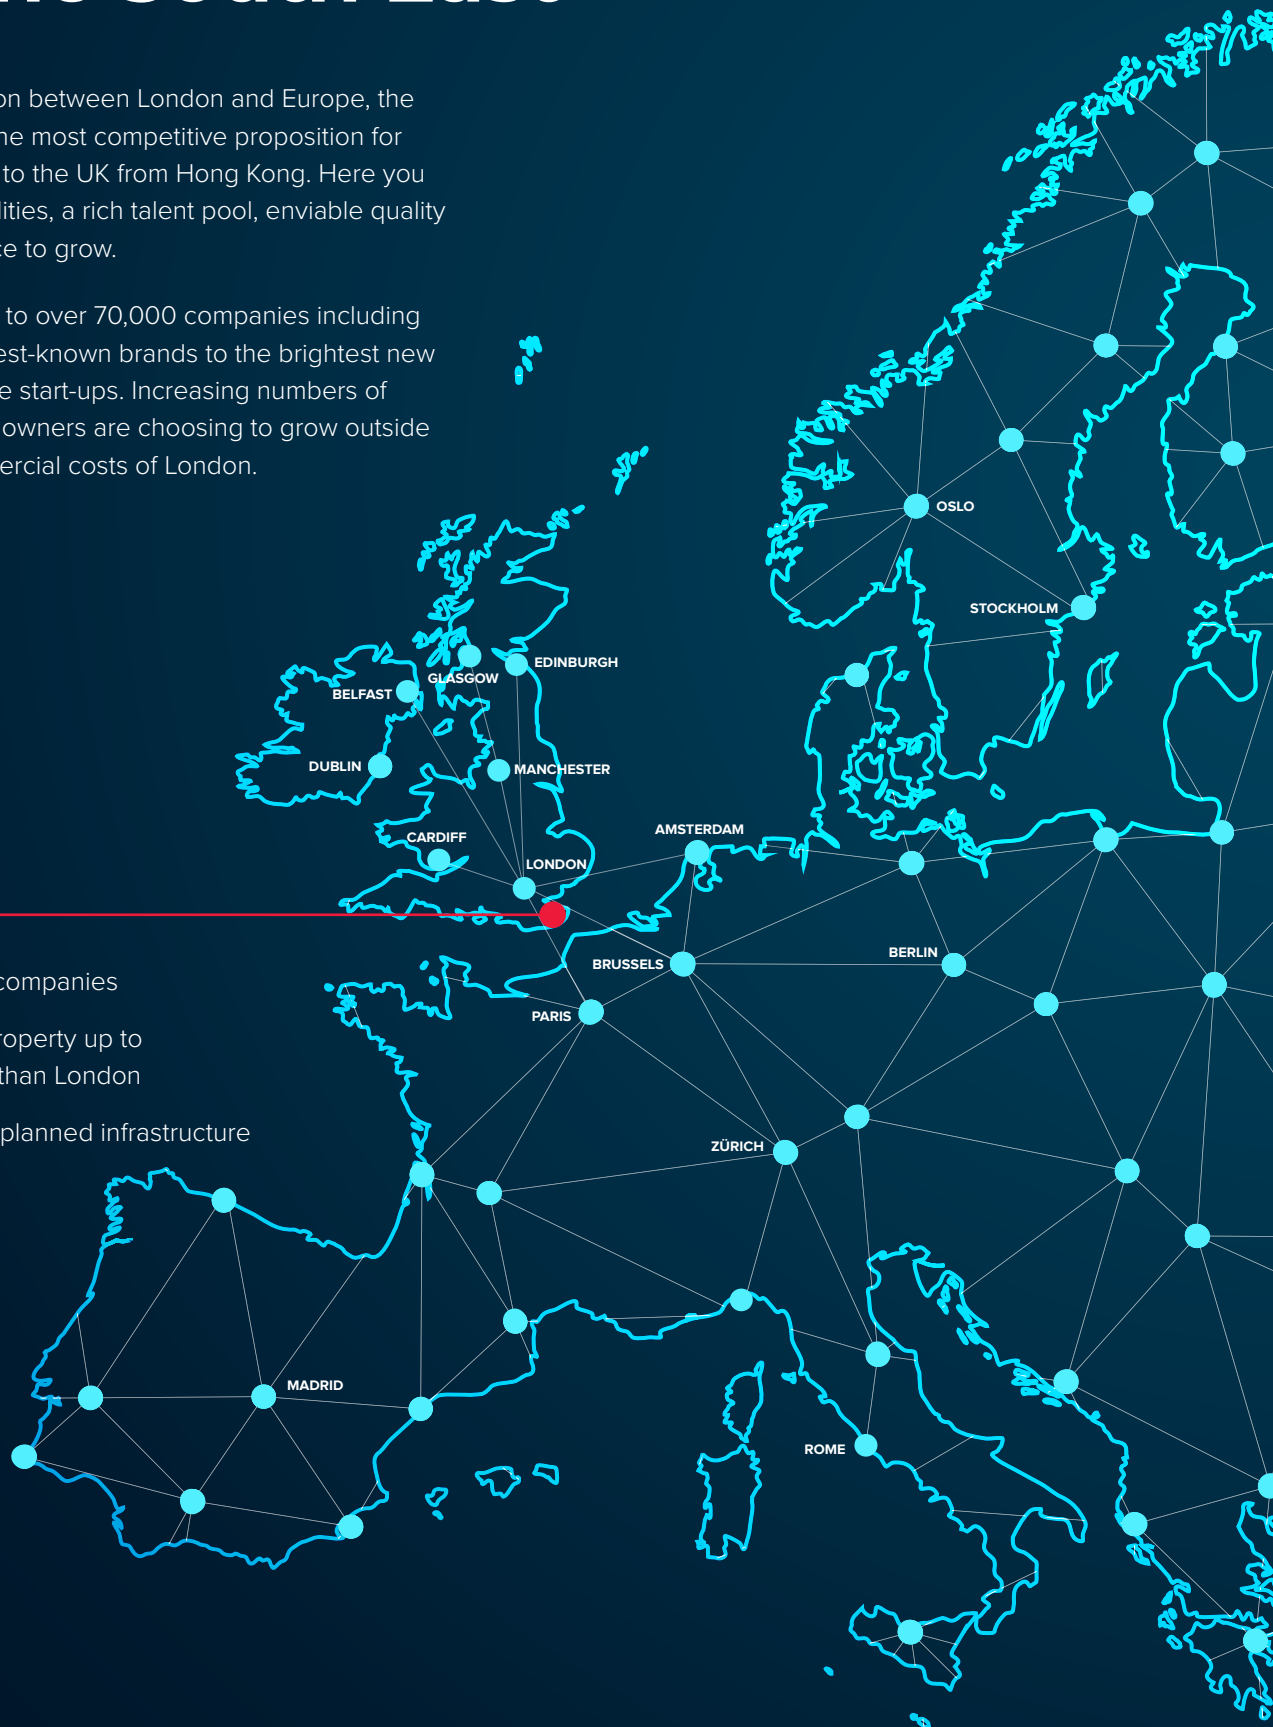 the South East
on between London and Europe, the
he most competitive proposition for
to the UK from Hong Kong. Here you
lities, a rich talent pool, enviable quality
ce to grow.
to over 70,000 companies including
est-known brands to the brightest new
e start-ups. Increasing numbers of
owners are choosing to grow outside
ercial costs of London.
OSLO
STOCKHOLM
EDINBURGH
GLASGOW
BELFAST
DUBLIN
MANCHESTER
AMSTERDAM
CARDIFF
LONDON
BERLIN
BRUSSELS
companies
PARIS
roperty up to
than London
planned infrastructure
ZÜRICH
MADRID
ROME